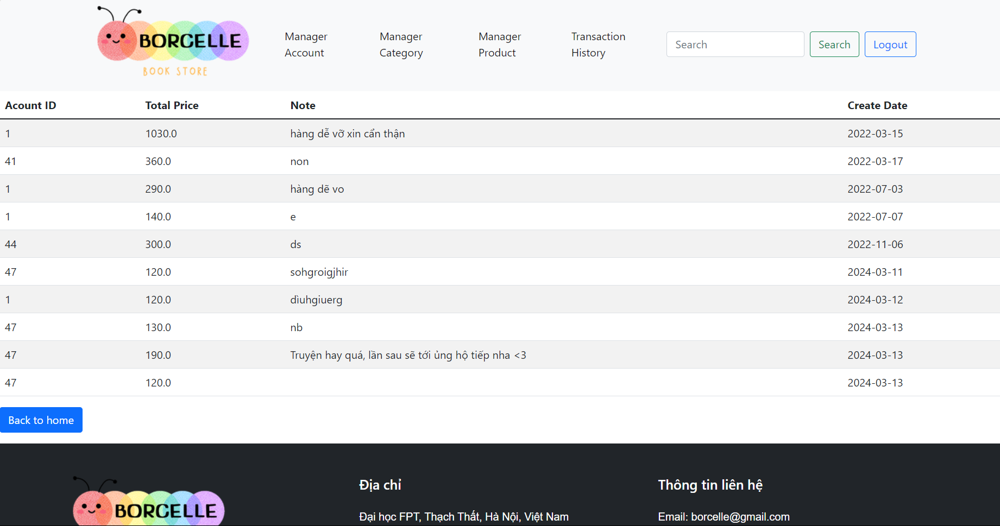 BORCELLE
BOOK STORE
Manager Account
Manager Category
Manager Product
Transaction History
Search
Search
Logout
Acount ID Total Price Note Create Date
1 1030.0 hàng dễ vỡ xin cẩn thận 2022-03-15
41 360.0 non 2022-03-17
1 290.0 hàng dẽ vo 2022-07-03
1 140.0 e 2022-07-07
44 300.0 ds 2022-11-06
47 120.0 sohgroigjhir 2024-03-11
1 120.0 dìuhgiuerg 2024-03-12
47 130.0 nb 2024-03-13
47 190.0 Truyện hay quá, lần sau sẽ tới ủng hộ tiếp nha <3 2024-03-13
47 120.0 2024-03-13
Back to home
BORCELLE
Địa chỉ
Đại học FPT, Thạch Thất, Hà Nội, Việt Nam
Thông tin liên hệ
Email: borcelle@gmail.com